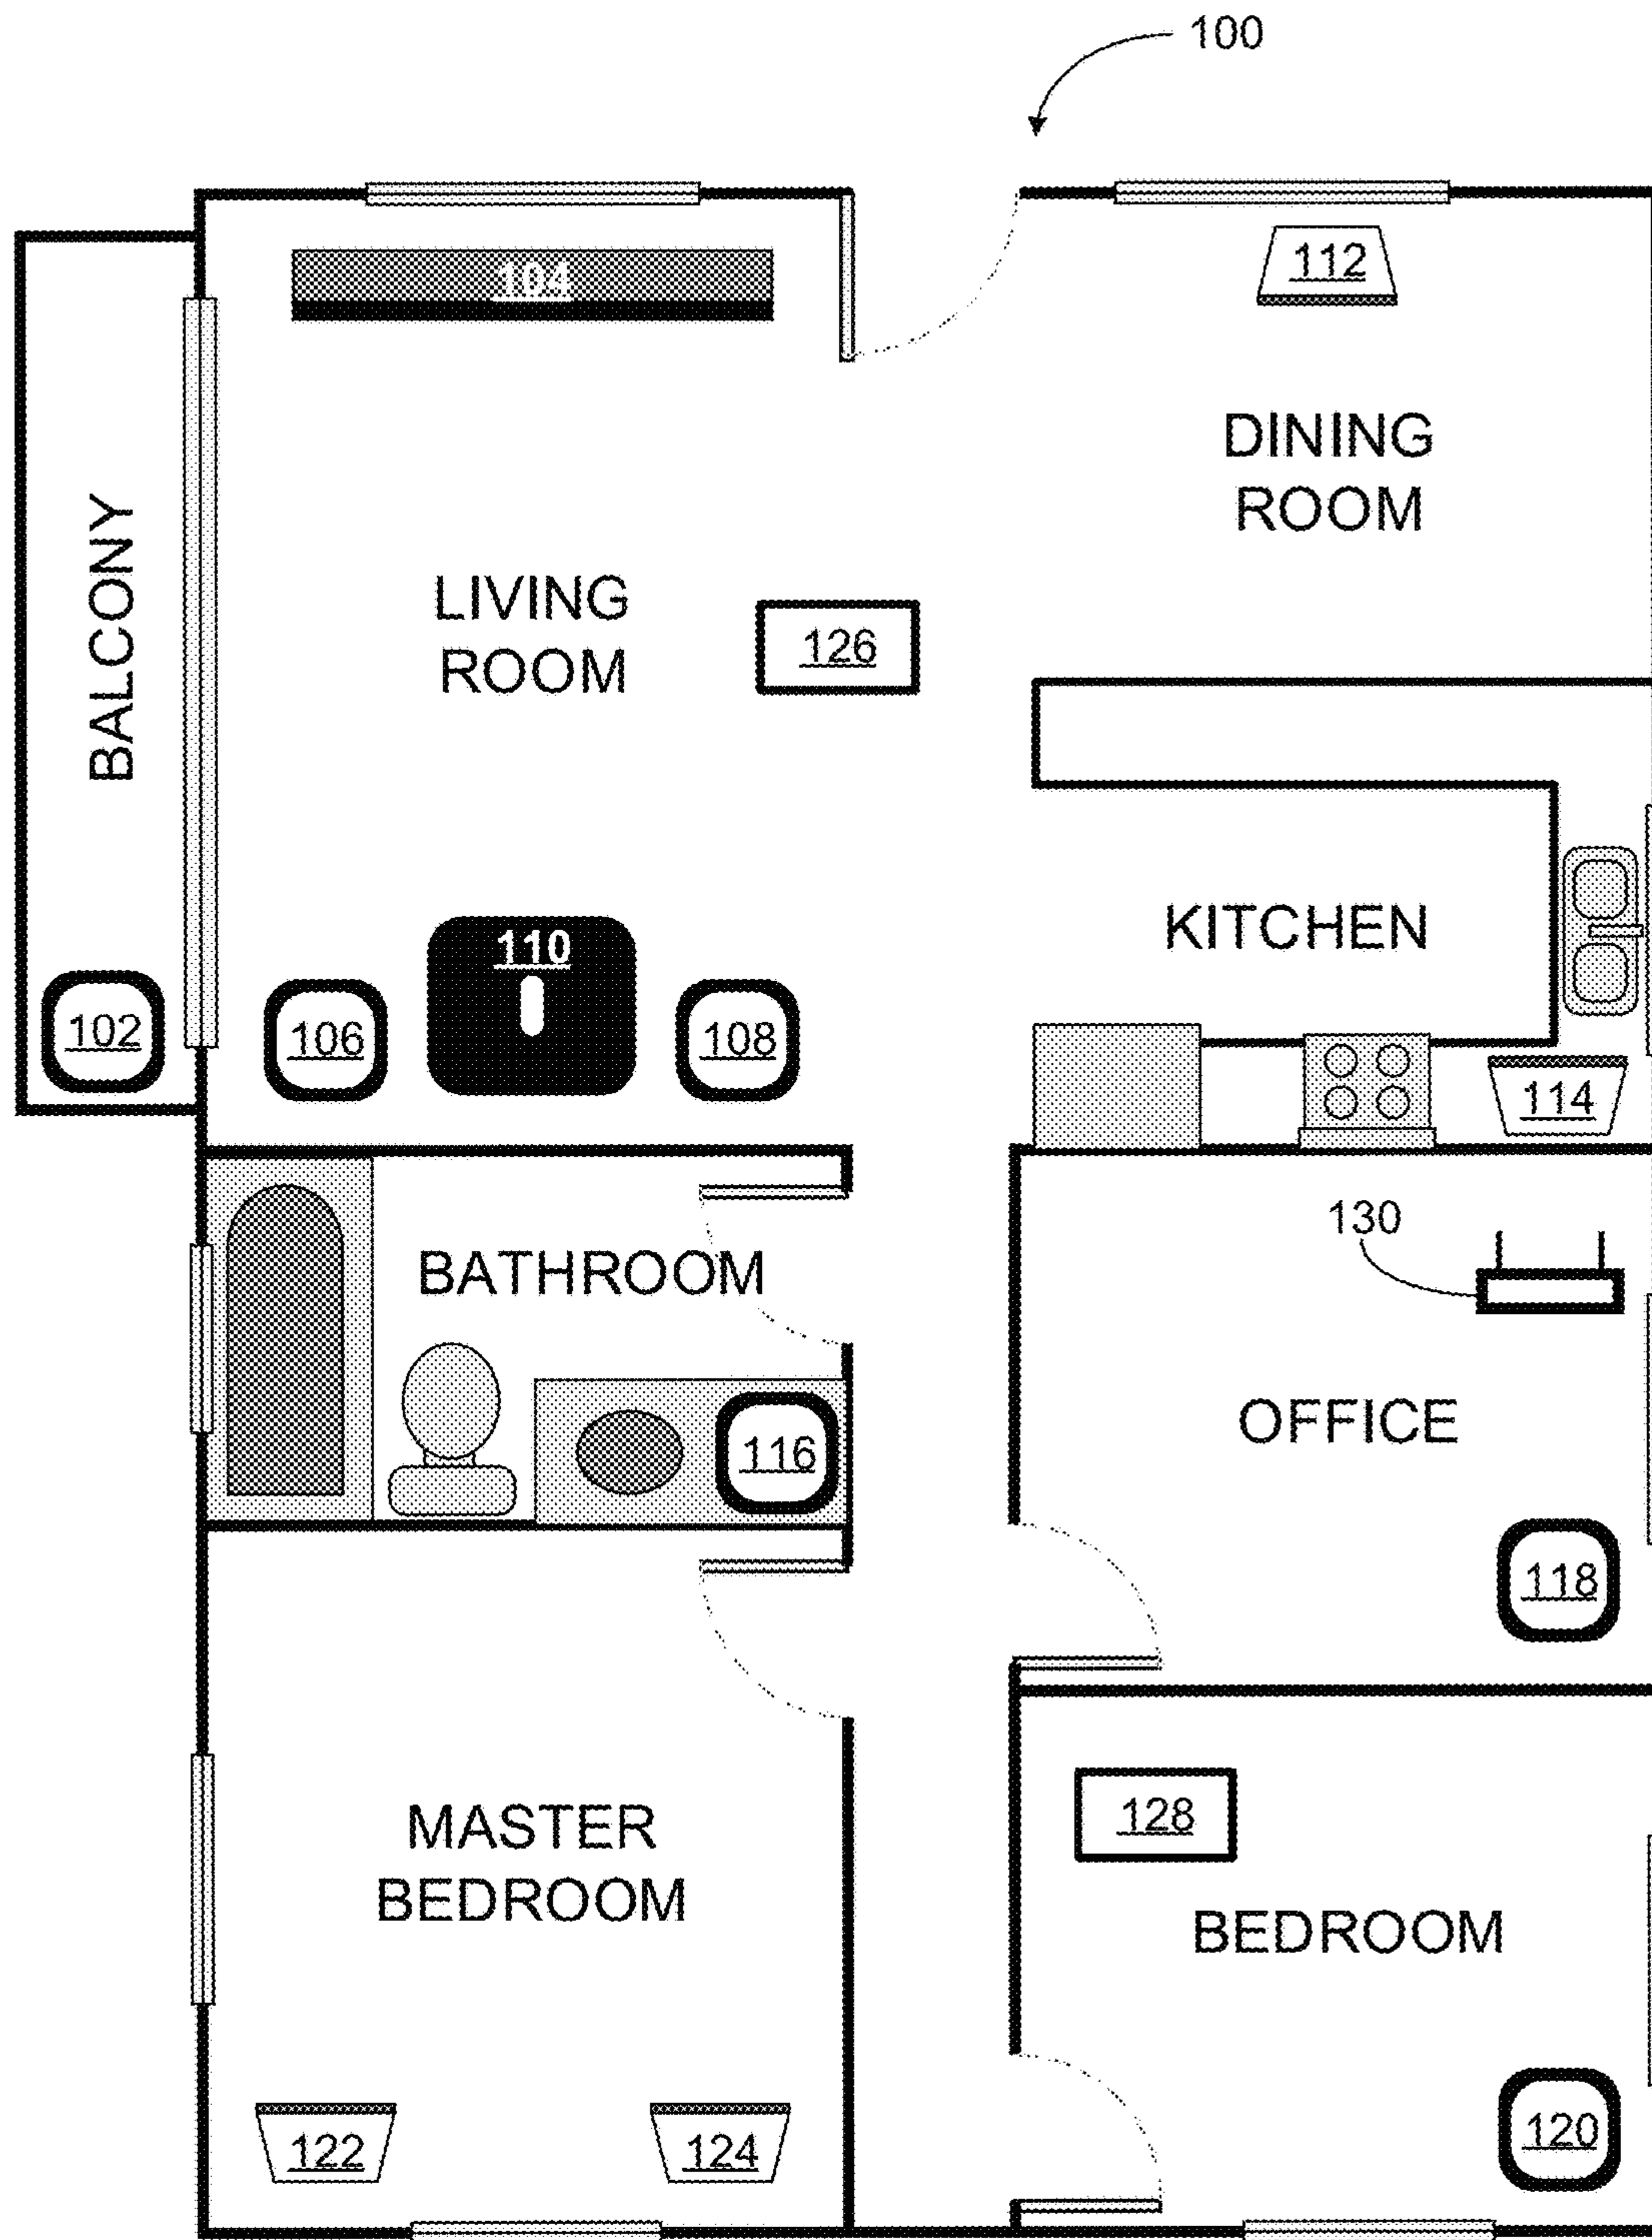 100
104
112
DINING
ROOM
BALCONY
LIVING
ROOM
126
KITCHEN
110
102
106
108
114
130
BATHROOM
OFFICE
116
118
128
MASTER
BEDROOM
BEDROOM
120
122
124